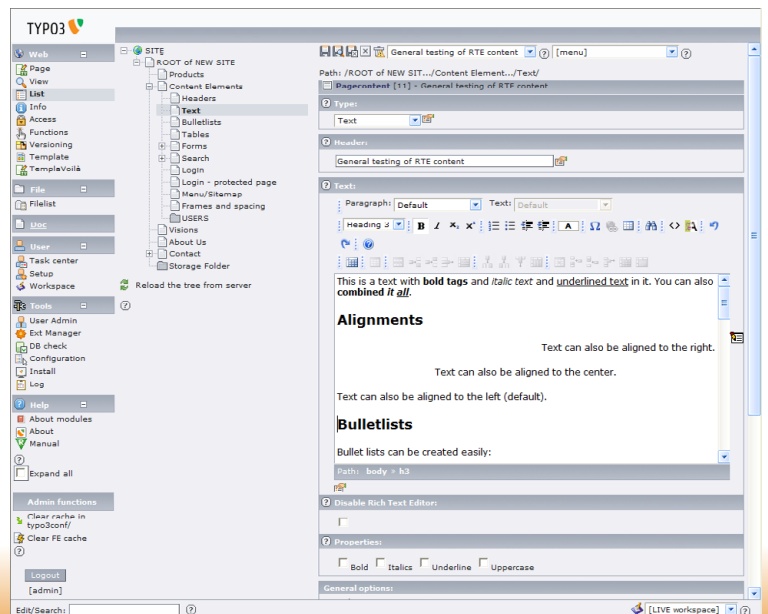 TYPO3
Web
Page
View
List
Info
Access
Functions
Versioning
Template
TemplaVoilà
File
Filelist
Doc
User
Task center
Setup
Workspace
Tools
User Admin
Ext Manager
DB check
Configuration
Install
Log
Help
About modules
About
Manual
Expand all
Admin functions
Clear cache in
typo3conf/
Clear FE cache
Logout
[admin]
SITE
ROOT of NEW SITE
Products
Content Elements
Headers
Text
Bulletlists
Tables
Forms
Search
Login
Login - protected page
Menu/Sitemap
Frames and spacing
USERS
Visions
About Us
Contact
Storage Folder
Reload the tree from server
General testing of RTE content [menu]
Path: /ROOT of NEW SIT.../Content Element.../Text/
Pagecontent [11] - General testing of RTE content
Type:
Text
Header:
General testing of RTE content
Text:
Paragraph: Default Text: Default
Heading 3 B I x₂ x² A Ω
This is a text with bold tags and italic text and underlined text in it. You can also
combined it all.
Alignments
Text can also be aligned to the right.
Text can also be aligned to the center.
Text can also be aligned to the left (default).
Bulletlists
Bullet lists can be created easily:
Path: body » h3
Disable Rich Text Editor:
Properties:
Bold Italics Underline Uppercase
General options:
Edit/Search: [LIVE workspace]